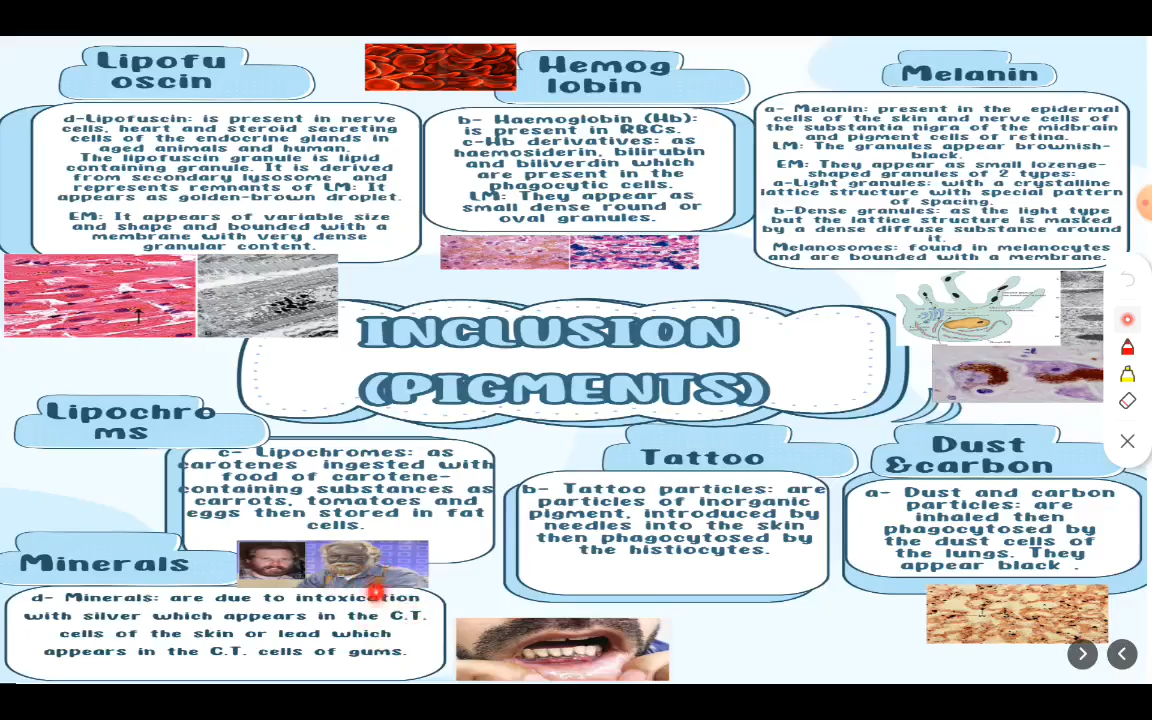 Lipofu
oscin
d-Lipofuscin: is present in nerve
cells, heart and steroid secreting
cells of the endocrine glands in
aged animals and human.
The lipofuscin granule is lipid
containing granule. It is derived
from secondary lysosome and
represents remnants of LM: It
appears as golden-brown droplet.
EM: It appears of variable size
and shape and bounded with a
membrane with very dense
granular content.
Hemog
lobin
b- Haemoglobin (Hb):
is present in RBCs.
c-Hb derivatives: as
haemosiderin, bilirubin
and biliverdin which
are present in the
phagocytic cells.
LM: They appear as
small dense round or
oval granules.
Melanin
a- Melanin: present in the epidermal
cells of the skin and nerve cells of
the substantia nigra of the midbrain
and pigment cells of retina.
LM: The granules appear brownish-
black.
EM: They appear as small lozenge-
shaped granules of 2 types:
a-Light granules: with a crystalline
lattice structure with special pattern
of spacing.
b-Dense granules: as the light type
but the lattice structure is masked
by a dense diffuse substance around
it.
Melanosomes: found in melanocytes
and are bounded with a membrane.
INCLUSION
(PIGMENTS)
Lipochro
ms
c- Lipochromes: as
carotenes ingested with
food of carotene-
containing substances as
carrots, tomatoes and
eggs then stored in fat
cells.
Tattoo
b- Tattoo particles: are
particles of inorganic
pigment, introduced by
needles into the skin
then phagocytosed by
the histiocytes.
Dust
&carbon
a- Dust and carbon
particles: are
inhaled then
phagocytosed by
the dust cells of
the lungs. They
appear black .
Minerals
d- Minerals: are due to intoxication
with silver which appears in the C.T.
cells of the skin or lead which
appears in the C.T. cells of gums.